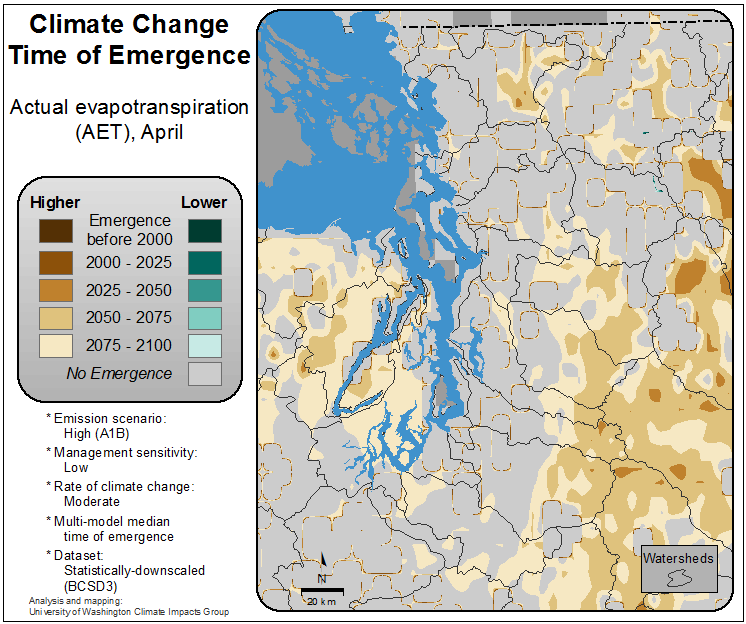 Climate Change
Time of Emergence
Actual evapotranspiration
(AET), April
Higher
Lower
Emergence
before 2000
2000 - 2025
2025 - 2050
2050 - 2075
2075 - 2100
No Emergence
* Emission scenario:
High (A1B)
* Management sensitivity:
Low
* Rate of climate change:
Moderate
* Multi-model median
time of emergence
* Dataset:
Statistically-downscaled
(BCSD3)
Analysis and mapping:
University of Washington Climate Impacts Group
N
20 km
Watersheds